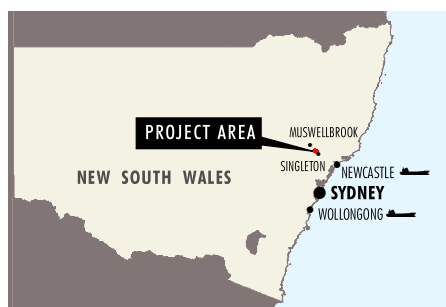 MUSWELLBROOK
PROJECT AREA
SINGLETON
NEWCASTLE
NEW SOUTH WALES
SYDNEY
WOLLONGONG